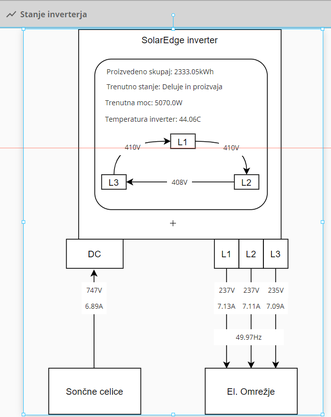 Stanje inverterja
SolarEdge inverter
Proizvedeno skupaj: 2333.05kWh
Trenutno stanje: Deluje in proizvaja
Trenutna moc: 5070.0W
Temperatura inverter: 44.06C
L1
410V
410V
L3
408V
L2
DC
L1
L2
L3
747V
237V
237V
235V
6.89A
7.13A
7.11A
7.09A
49.97Hz
Sončne celice
El. Omrežje